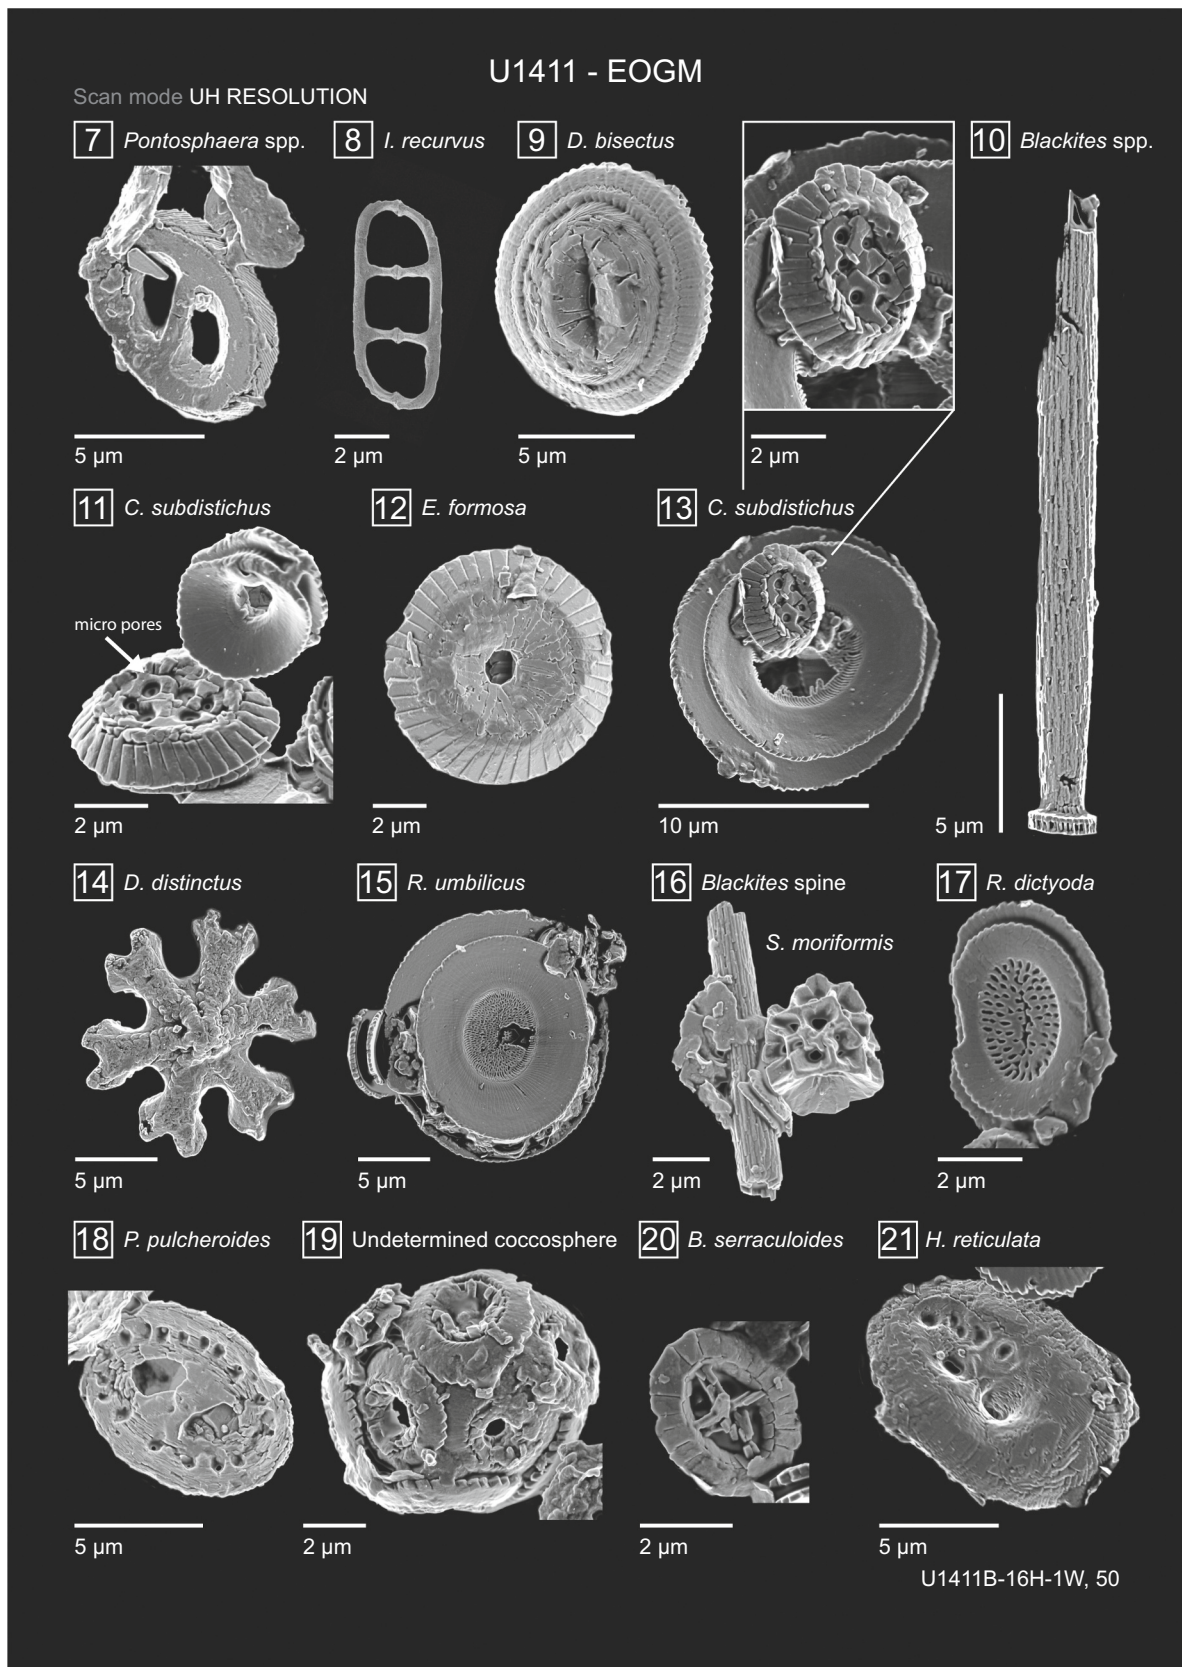 U1411 - EOGM
Scan mode UH RESOLUTION
7 Pontosphaera spp.
8 I. recurvus
9 D. bisectus
10 Blackites spp.
5 µm
2 µm
5 µm
2 µm
11 C. subdistichus
12 E. formosa
13 C. subdistichus
micro pores
2 µm
2 µm
10 µm
5 µm
14 D. distinctus
15 R. umbilicus
16 Blackites spine
17 R. dictyoda
S. moriformis
5 µm
5 µm
2 µm
2 µm
18 P. pulcheroides
19 Undetermined coccosphere
20 B. serraculoides
21 H. reticulata
5 µm
2 µm
2 µm
5 µm
U1411B-16H-1W, 50